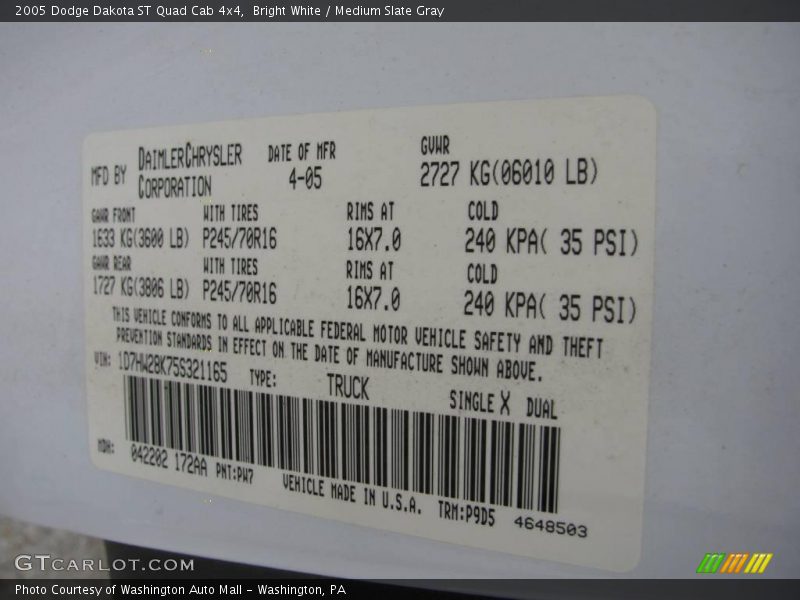 2005 Dodge Dakota ST Quad Cab 4x4, Bright White / Medium Slate Gray
MFD BY DAIMLERCHRYSLER CORPORATION
DATE OF MFR
4-05
GVWR
2727 KG(06010 LB)
GAWR FRONT WITH TIRES RIMS AT COLD
1633 KG(3600 LB) P245/70R16 16X7.0 240 KPA( 35 PSI)
GAWR REAR WITH TIRES RIMS AT COLD
1727 KG(3806 LB) P245/70R16 16X7.0 240 KPA( 35 PSI)
THIS VEHICLE CONFORMS TO ALL APPLICABLE FEDERAL MOTOR VEHICLE SAFETY AND THEFT
PREVENTION STANDARDS IN EFFECT ON THE DATE OF MANUFACTURE SHOWN ABOVE.
VIN: 1D7HW28K75S321165 TYPE: TRUCK SINGLE X DUAL
MDH: 042202 172AA PNT:PW7 VEHICLE MADE IN U.S.A. TRM:P9D5 4648503
GTCARLOT.COM
Photo Courtesy of Washington Auto Mall - Washington, PA